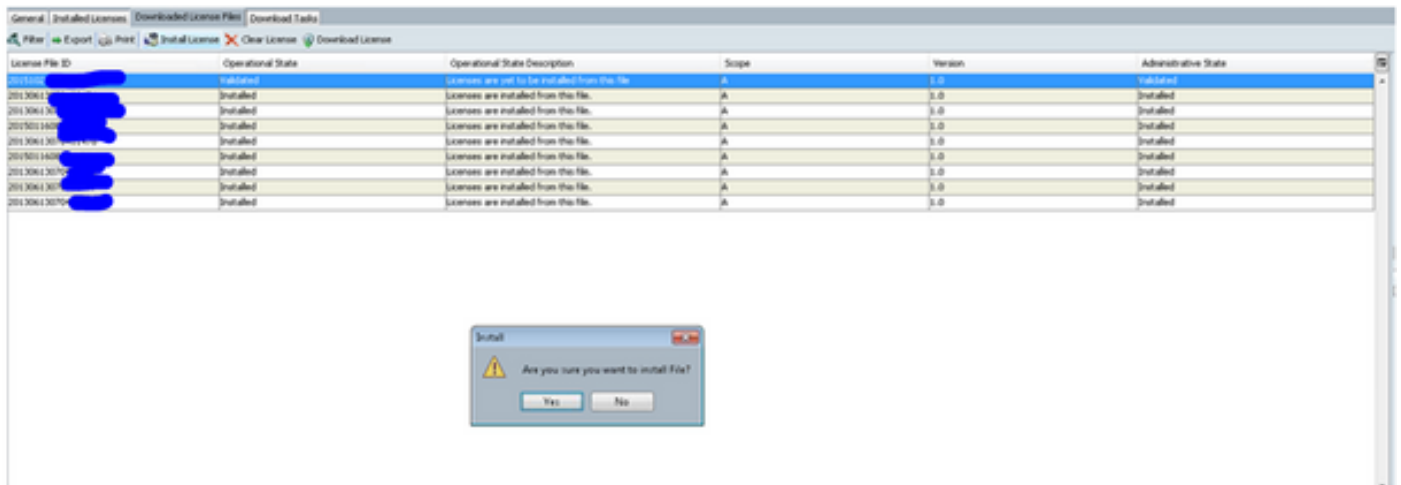 General Installed Licenses Downloaded License Files Download Tasks
Filter Export Print Install License Clear License Download License
License File ID Operational State Operational State Description Scope Version Administrative State
Validated Licenses are yet to be installed from this file A 1.0 Validated
Installed Licenses are installed from this file. A 1.0 Installed
Installed Licenses are installed from this file. A 1.0 Installed
Installed Licenses are installed from this file. A 1.0 Installed
Installed Licenses are installed from this file. A 1.0 Installed
Installed Licenses are installed from this file. A 1.0 Installed
Installed Licenses are installed from this file. A 1.0 Installed
Installed Licenses are installed from this file. A 1.0 Installed
Installed Licenses are installed from this file. A 1.0 Installed
Install
Are you sure you want to install File?
Yes No